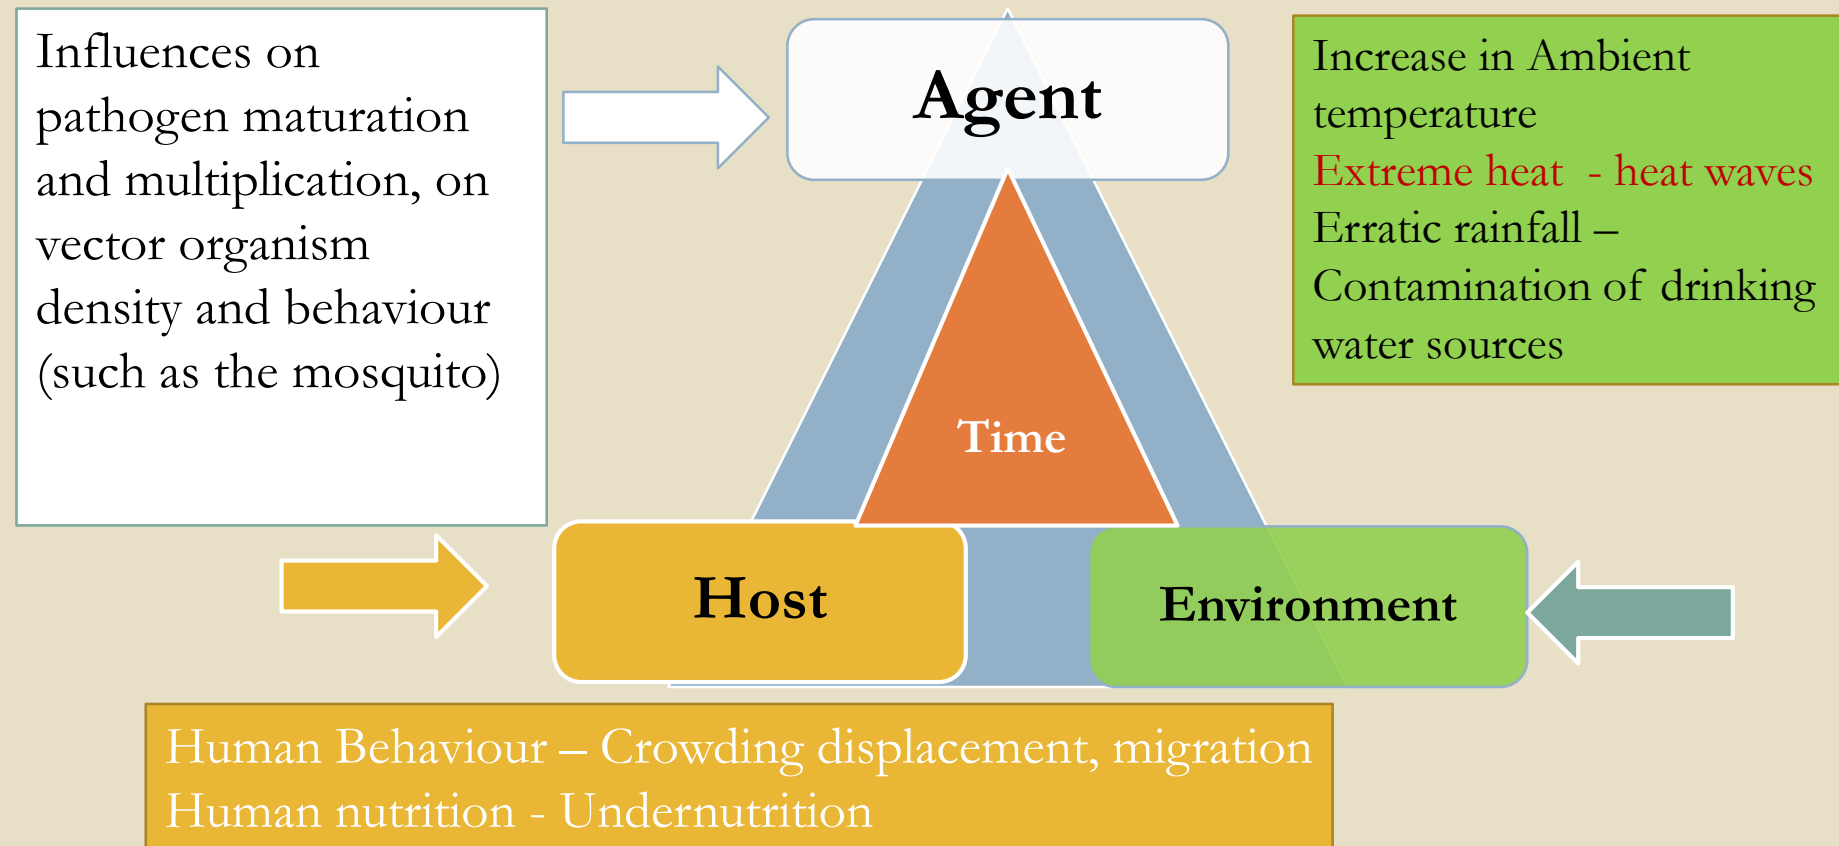 Influences on
pathogen maturation
and multiplication, on
vector organism
density and behaviour
(such as the mosquito)
Agent
Increase in Ambient
temperature
Extreme heat - heat waves
Erratic rainfall –
Contamination of drinking
water sources
Time
Host
Environment
Human Behaviour – Crowding displacement, migration
Human nutrition - Undernutrition